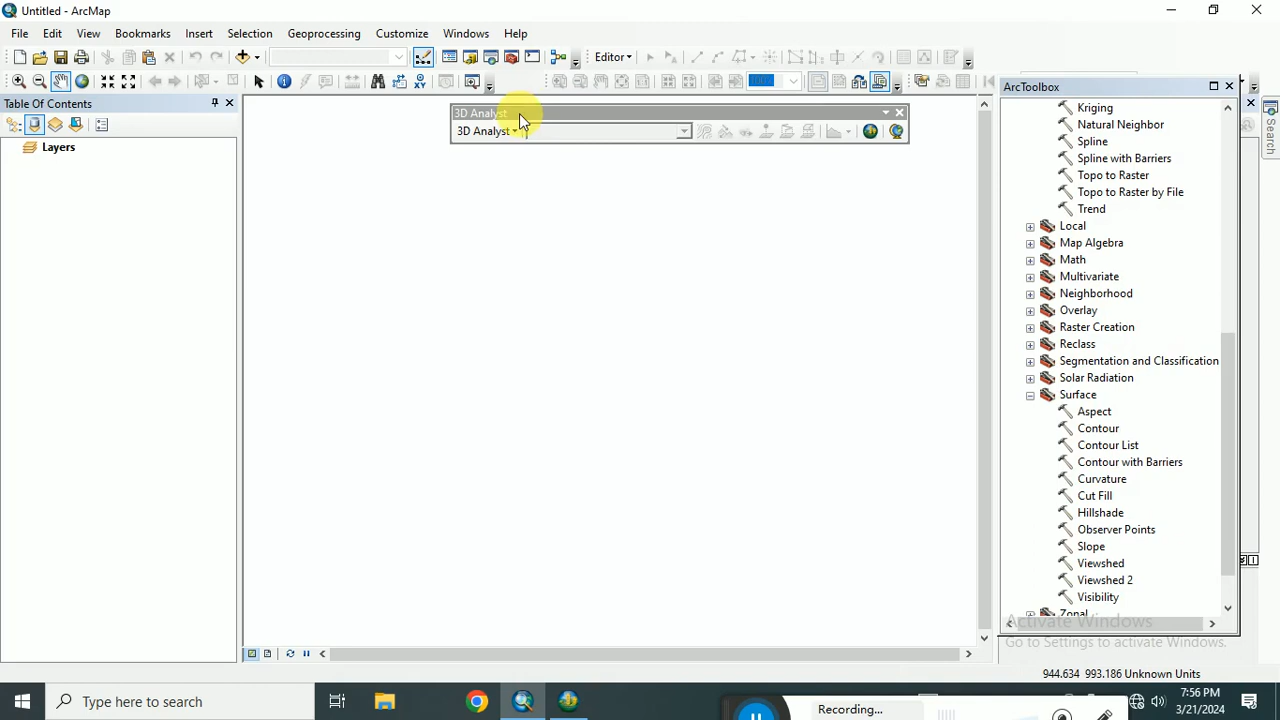 Untitled - ArcMap
File Edit View Bookmarks Insert Selection Geoprocessing Customize Windows Help
Editor
Table Of Contents
Layers
3D Analyst
3D Analyst
ArcToolbox
Kriging
Natural Neighbor
Spline
Spline with Barriers
Topo to Raster
Topo to Raster by File
Trend
Local
Map Algebra
Math
Multivariate
Neighborhood
Overlay
Raster Creation
Reclass
Segmentation and Classification
Solar Radiation
Surface
Aspect
Contour
Contour List
Contour with Barriers
Curvature
Cut Fill
Hillshade
Observer Points
Slope
Viewshed
Viewshed 2
Visibility
Zonal
Search
Activate Windows
Go to Settings to activate Windows.
944.634 993.186 Unknown Units
Type here to search
Recording...
7:56 PM
3/21/2024